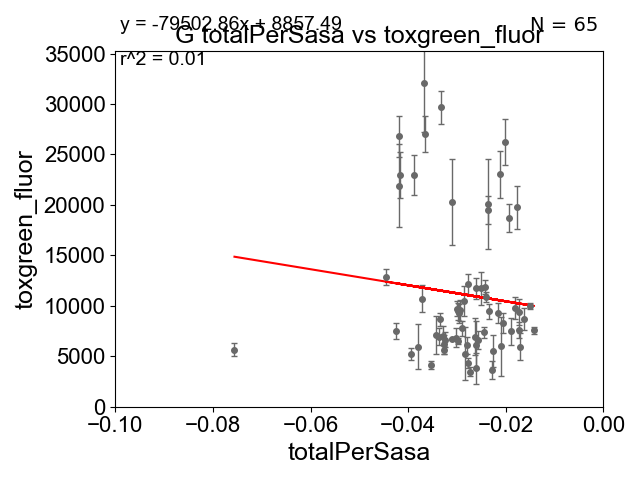 y = -79502.86x + 8857.49
N = 65
G totalPerSasa vs toxgreen_fluor
r^2 = 0.01
35000
30000
25000
20000
15000
10000
5000
0
toxgreen_fluor
−0.10
−0.08
−0.06
−0.04
−0.02
0.00
totalPerSasa